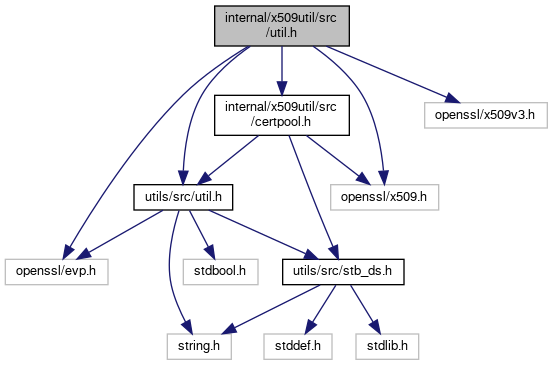 internal/x509util/src
/util.h
internal/x509util/src
/certpool.h
openssl/x509v3.h
utils/src/util.h
openssl/x509.h
openssl/evp.h
stdbool.h
utils/src/stb_ds.h
string.h
stddef.h
stdlib.h